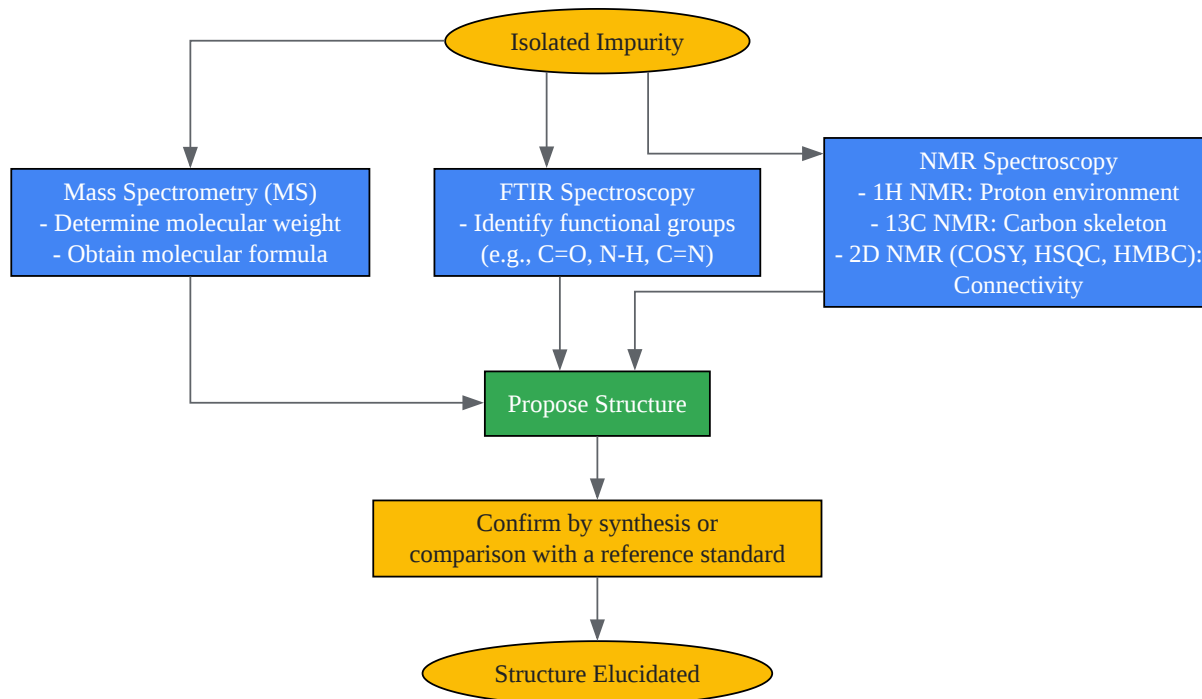 Isolated Impurity
Mass Spectrometry (MS)
- Determine molecular weight
- Obtain molecular formula
FTIR Spectroscopy
- Identify functional groups
(e.g., C=O, N-H, C=N)
NMR Spectroscopy
- 1H NMR: Proton environment
- 13C NMR: Carbon skeleton
- 2D NMR (COSY, HSQC, HMBC):
Connectivity
Propose Structure
Confirm by synthesis or
comparison with a reference standard
Structure Elucidated